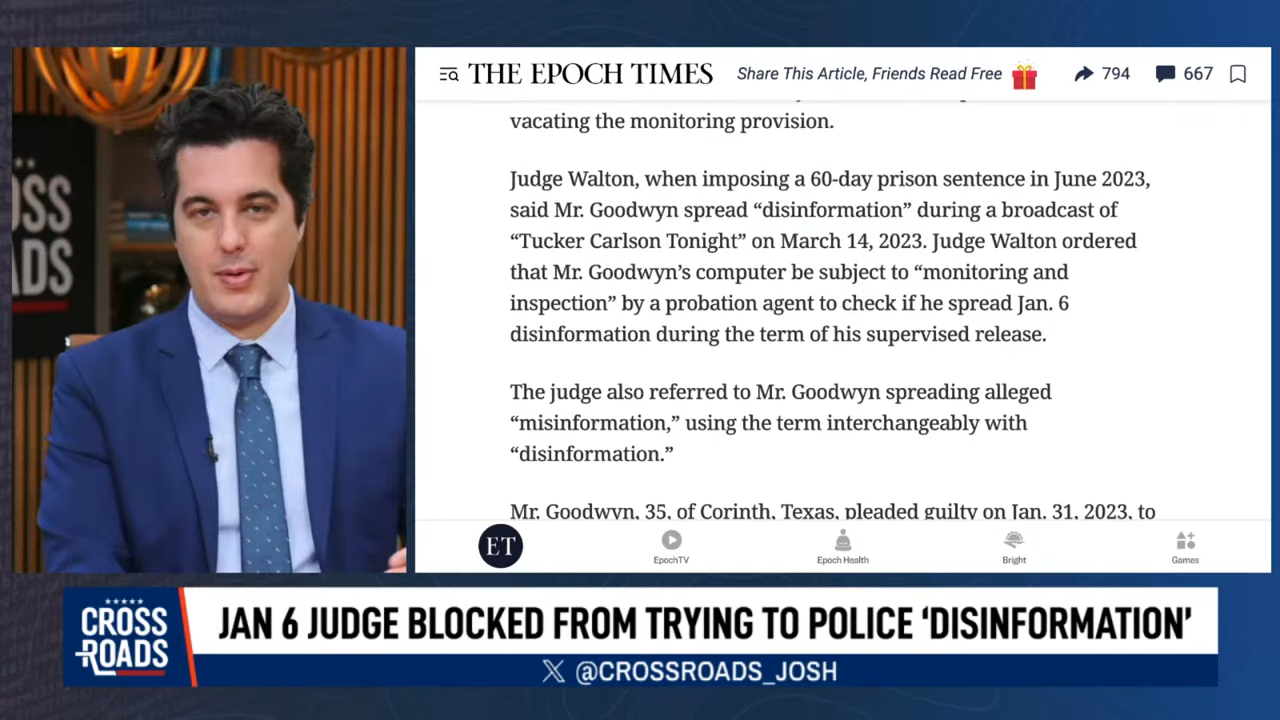 OSS
ADS
THE EPOCH TIMES
Share This Article, Friends Read Free
794
667
vacating the monitoring provision.
Judge Walton, when imposing a 60-day prison sentence in June 2023,
said Mr. Goodwyn spread “disinformation” during a broadcast of
“Tucker Carlson Tonight” on March 14, 2023. Judge Walton ordered
that Mr. Goodwyn’s computer be subject to “monitoring and
inspection” by a probation agent to check if he spread Jan. 6
disinformation during the term of his supervised release.
The judge also referred to Mr. Goodwyn spreading alleged
“misinformation,” using the term interchangeably with
“disinformation.”
Mr. Goodwyn, 35, of Corinth, Texas, pleaded guilty on Jan. 31, 2023, to
ET
EpochTV
Epoch Health
Bright
Games
CROSS
ROADS
JAN 6 JUDGE BLOCKED FROM TRYING TO POLICE ‘DISINFORMATION’
X @CROSSROADS_JOSH